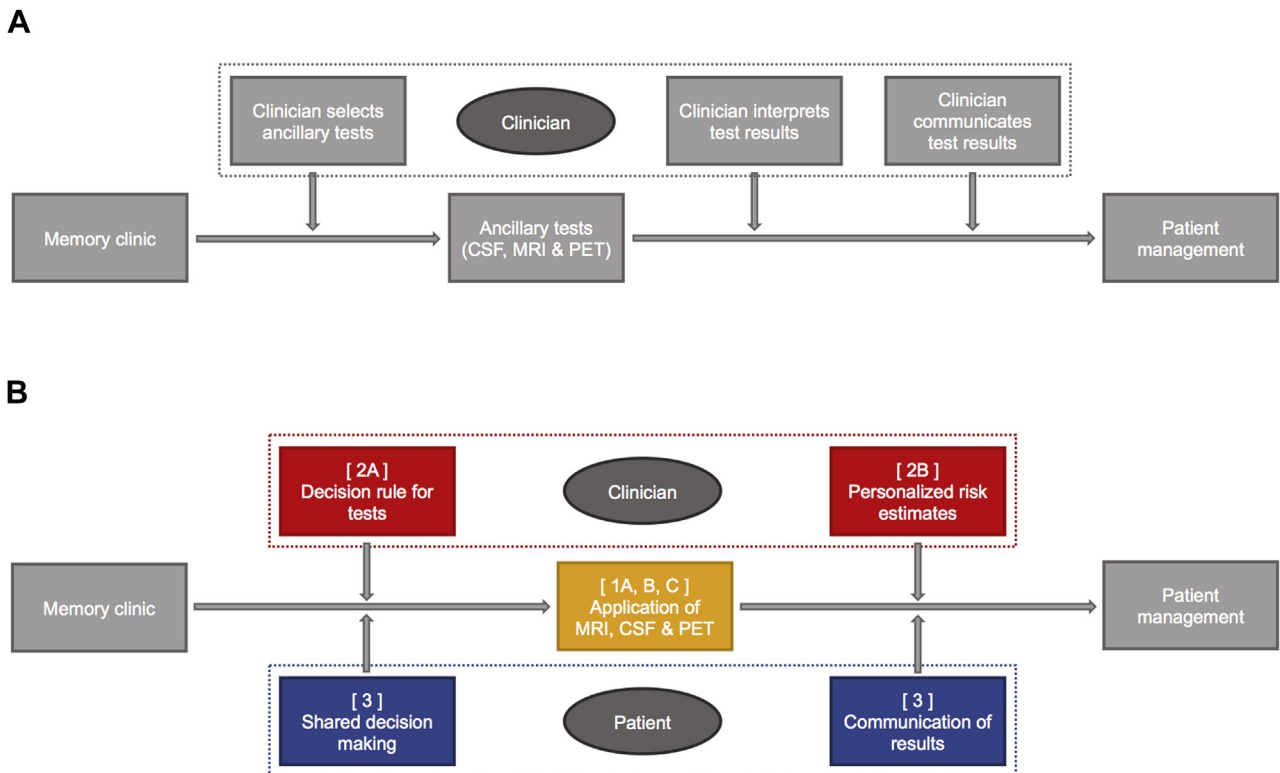 A
Clinician selects
ancillary tests
Clinician
Clinician interprets
test results
Clinician
communicates
test results
Memory clinic
Ancillary tests
(CSF, MRI & PET)
Patient
management
B
[ 2A ]
Decision rule for
tests
Clinician
[ 2B ]
Personalized risk
estimates
Memory clinic
[ 1A, B, C ]
Application of
MRI, CSF & PET
Patient
management
[ 3 ]
Shared decision
making
Patient
[ 3 ]
Communication of
results